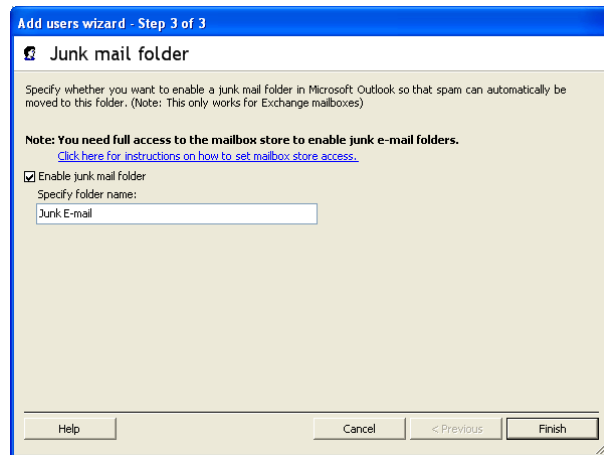 Add users wizard - Step 3 of 3
Junk mail folder
Specify whether you want to enable a junk mail folder in Microsoft Outlook so that spam can automatically be
moved to this folder. (Note: This only works for Exchange mailboxes)
Note: You need full access to the mailbox store to enable junk e-mail folders.
Click here for instructions on how to set mailbox store access.
Enable junk mail folder
Specify folder name:
Junk E-mail
Help Cancel < Previous Finish